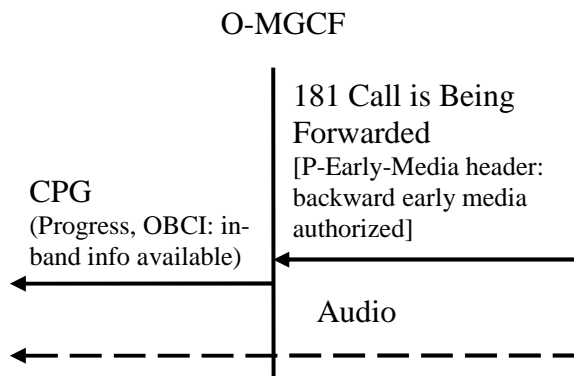 O-MGCF
181 Call is Being
Forwarded
[P-Early-Media header:
backward early media
authorized]
CPG
(Progress, OBCI: in-
band info available)
Audio